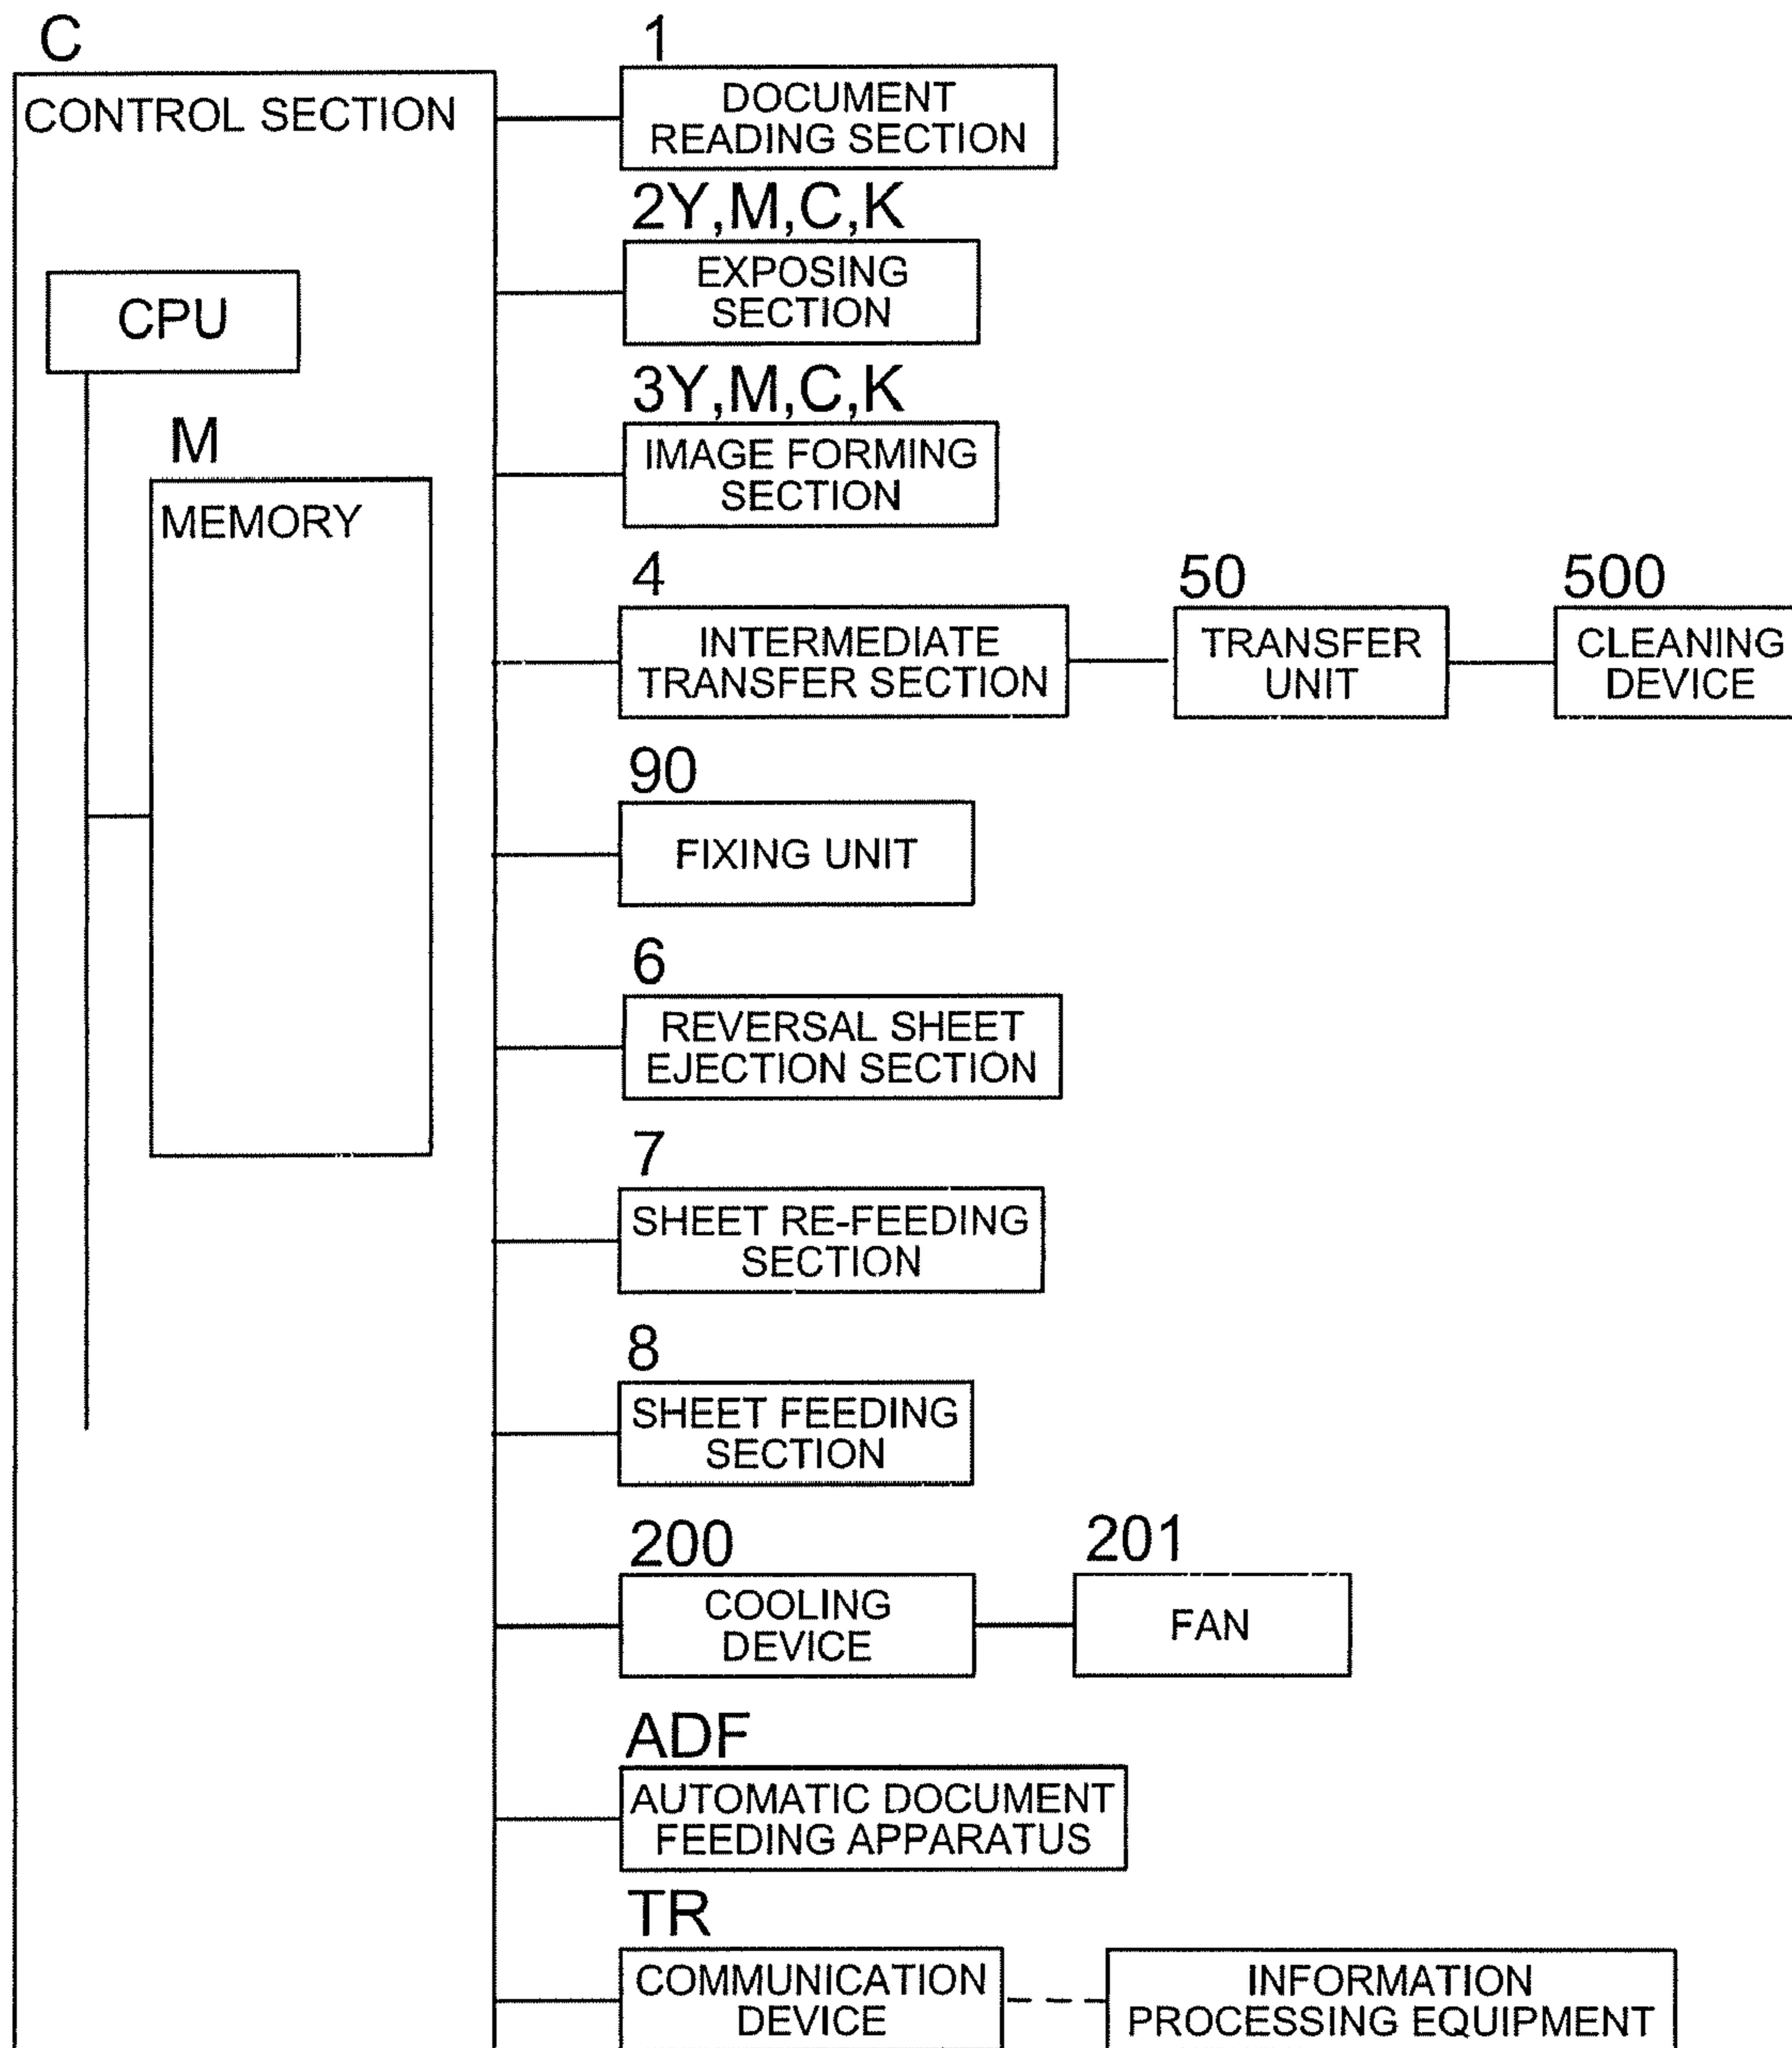 C
CONTROL SECTION
CPU
M
MEMORY
1
DOCUMENT
READING SECTION
2Y,M,C,K
EXPOSING
SECTION
3Y,M,C,K
IMAGE FORMING
SECTION
4
INTERMEDIATE
TRANSFER SECTION
50
TRANSFER
UNIT
500
CLEANING
DEVICE
90
FIXING UNIT
6
REVERSAL SHEET
EJECTION SECTION
7
SHEET RE-FEEDING
SECTION
8
SHEET FEEDING
SECTION
200
COOLING
DEVICE
201
FAN
ADF
AUTOMATIC DOCUMENT
FEEDING APPARATUS
TR
COMMUNICATION
DEVICE
INFORMATION
PROCESSING EQUIPMENT